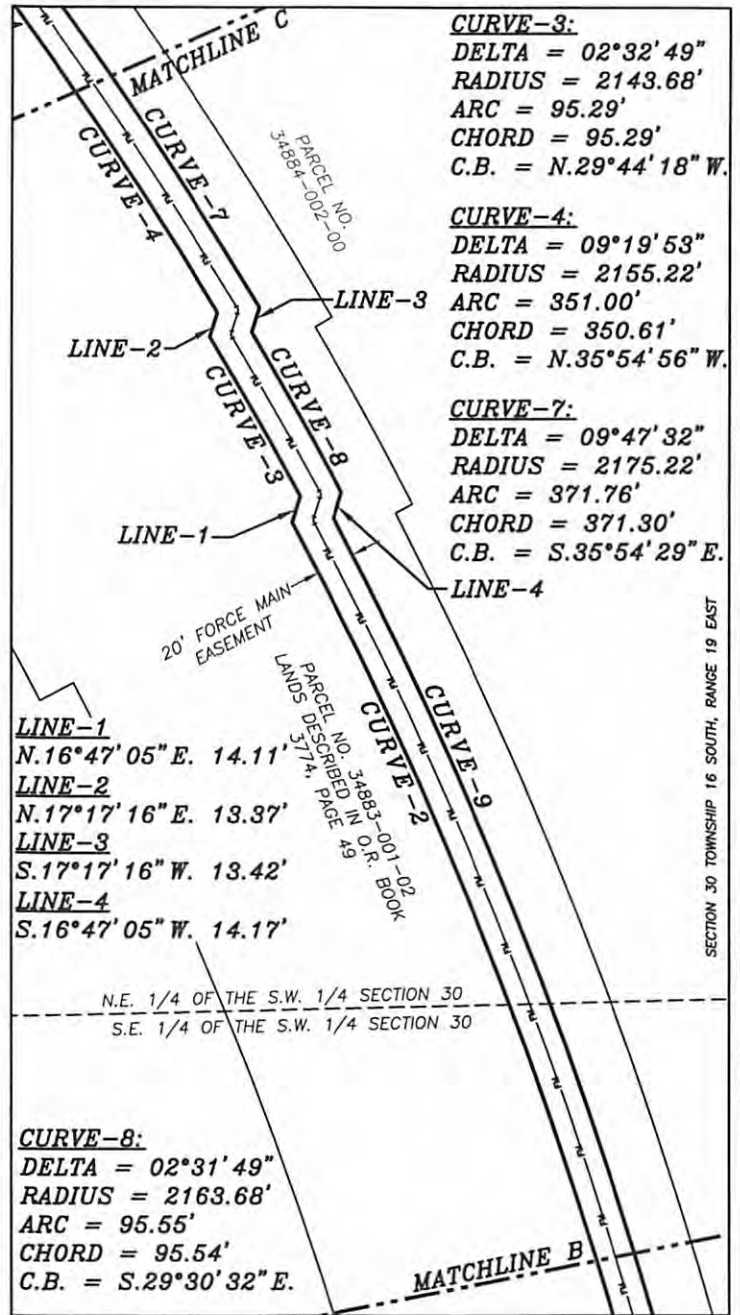 MATCHLINE C
CURVE-7
CURVE-4
PARCEL NO.
34884-002-00
LINE-3
LINE-2
CURVE-8
CURVE-3
LINE-1
LINE-4
20' FORCE MAIN
EASEMENT
PARCEL NO. 34883-001-02
LANDS DESCRIBED IN O.R. BOOK
3774, PAGE 49
CURVE-2
CURVE-9
CURVE-3:
DELTA = 02°32'49"
RADIUS = 2143.68'
ARC = 95.29'
CHORD = 95.29'
C.B. = N.29°44'18"W.
CURVE-4:
DELTA = 09°19'53"
RADIUS = 2155.22'
ARC = 351.00'
CHORD = 350.61'
C.B. = N.35°54'56"W.
CURVE-7:
DELTA = 09°47'32"
RADIUS = 2175.22'
ARC = 371.76'
CHORD = 371.30'
C.B. = S.35°54'29"E.
SECTION 30 TOWNSHIP 16 SOUTH, RANGE 19 EAST
LINE-1
N.16°47'05"E. 14.11'
LINE-2
N.17°17'16"E. 13.37'
LINE-3
S.17°17'16"W. 13.42'
LINE-4
S.16°47'05"W. 14.17'
N.E. 1/4 OF THE S.W. 1/4 SECTION 30
S.E. 1/4 OF THE S.W. 1/4 SECTION 30
CURVE-8:
DELTA = 02°31'49"
RADIUS = 2163.68'
ARC = 95.55'
CHORD = 95.54'
C.B. = S.29°30'32"E.
MATCHLINE B